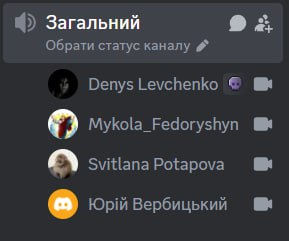 Загальний
Обрати статус каналу
Denys Levchenko
Mykola_Fedoryshyn
Svitlana Potapova
Юрій Вербицький